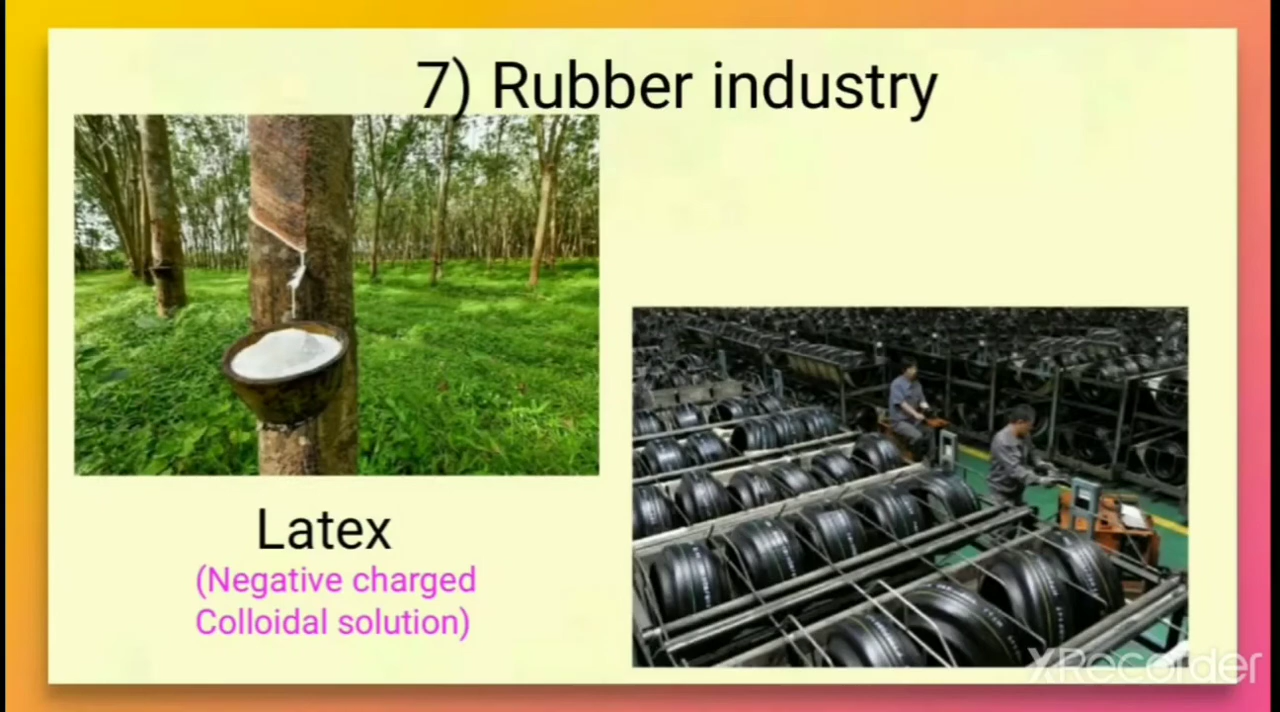 7) Rubber industry
Latex
(Negative charged
Colloidal solution)
XRecorder